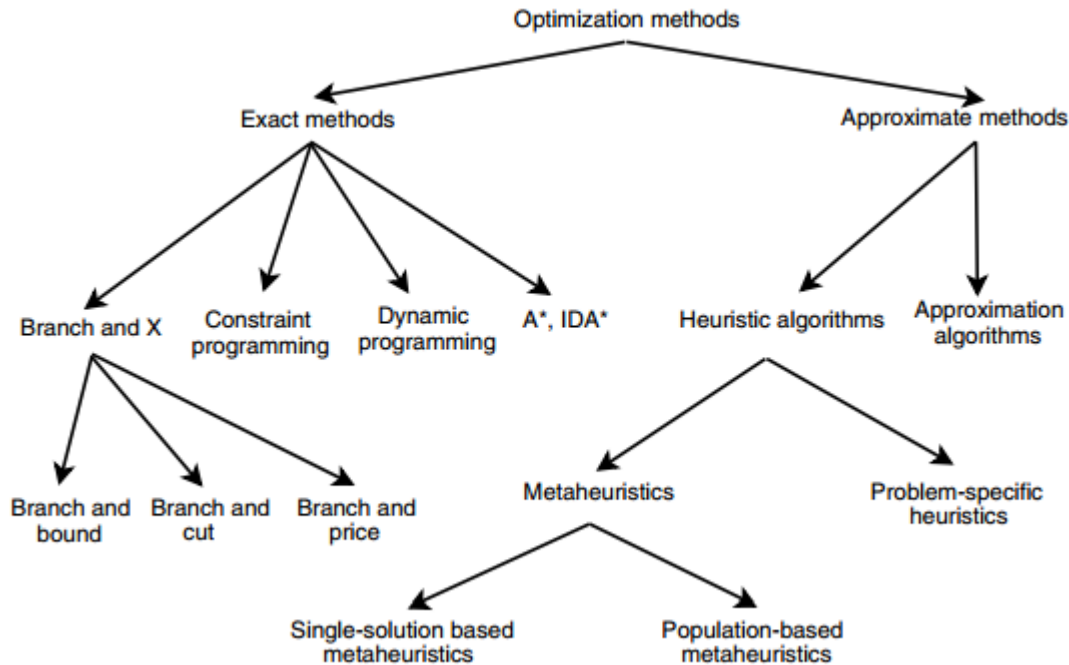 Optimization methods
Exact methods
Approximate methods
Branch and X
Constraint
programming
Dynamic
programming
A*, IDA*
Heuristic algorithms
Approximation
algorithms
Branch and
bound
Branch and
cut
Branch and
price
Metaheuristics
Problem-specific
heuristics
Single-solution based
metaheuristics
Population-based
metaheuristics